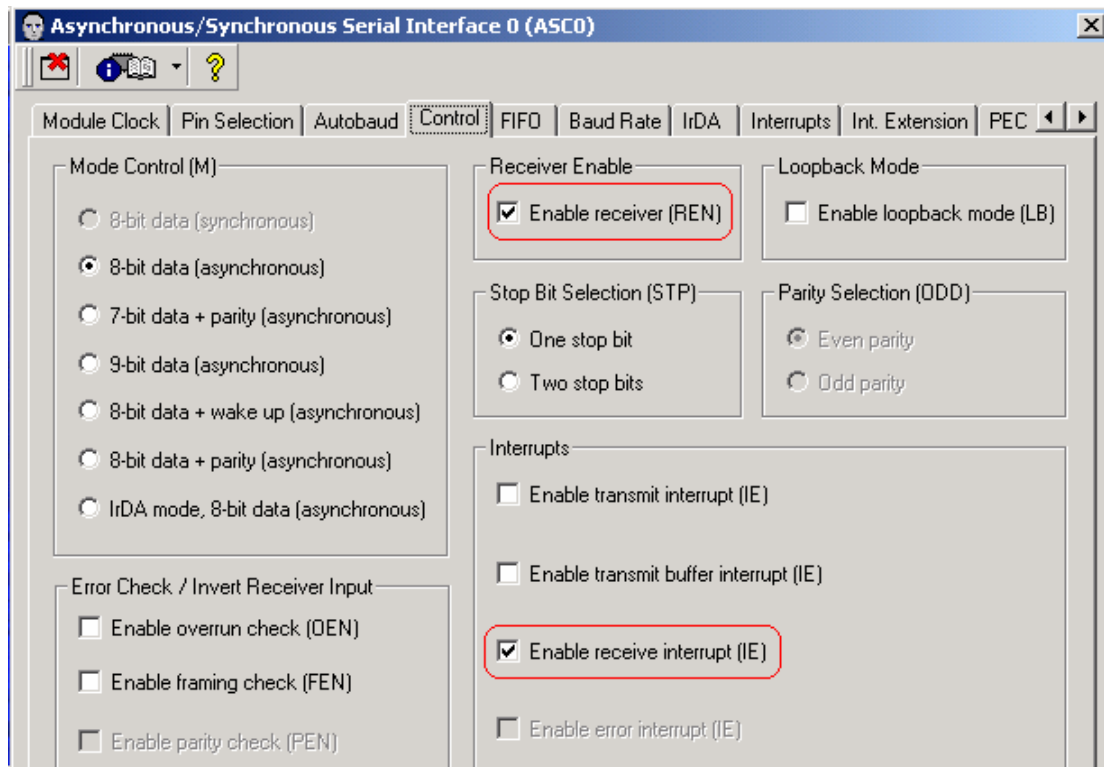 Asynchronous/Synchronous Serial Interface 0 (ASC0)
Module Clock
Pin Selection
Autobaud
Control
FIFO
Baud Rate
IrDA
Interrupts
Int. Extension
PEC
Mode Control (M)
8-bit data (synchronous)
8-bit data (asynchronous)
7-bit data + parity (asynchronous)
9-bit data (asynchronous)
8-bit data + wake up (asynchronous)
8-bit data + parity (asynchronous)
IrDA mode, 8-bit data (asynchronous)
Error Check / Invert Receiver Input
Enable overrun check (OEN)
Enable framing check (FEN)
Enable parity check (PEN)
Receiver Enable
Enable receiver (REN)
Loopback Mode
Enable loopback mode (LB)
Stop Bit Selection (STP)
One stop bit
Two stop bits
Parity Selection (ODD)
Even parity
Odd parity
Interrupts
Enable transmit interrupt (IE)
Enable transmit buffer interrupt (IE)
Enable receive interrupt (IE)
Enable error interrupt (IE)